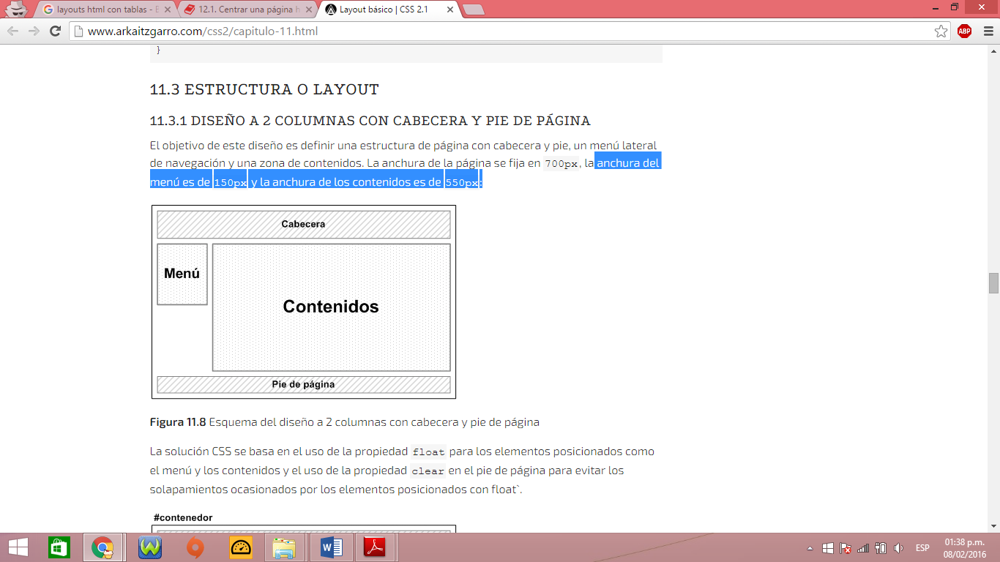 layouts html con tablas - B
12.1. Centrar una página h
Layout básico | CSS 2.1
www.arkaitzgarro.com/css2/capitulo-11.html
ABP
}
11.3 ESTRUCTURA O LAYOUT
11.3.1 DISEÑO A 2 COLUMNAS CON CABECERA Y PIE DE PÁGINA
El objetivo de este diseño es definir una estructura de página con cabecera y pie, un menú lateral
de navegación y una zona de contenidos. La anchura de la página se fija en 700px, la anchura del
menú es de 150px y la anchura de los contenidos es de 550px:
Cabecera
Menú
Contenidos
Pie de página
Figura 11.8 Esquema del diseño a 2 columnas con cabecera y pie de página
La solución CSS se basa en el uso de la propiedad float para los elementos posicionados como
el menú y los contenidos y el uso de la propiedad clear en el pie de página para evitar los
solapamientos ocasionados por los elementos posicionados con float`.
#contenedor
ESP
01:38 p.m.
08/02/2016